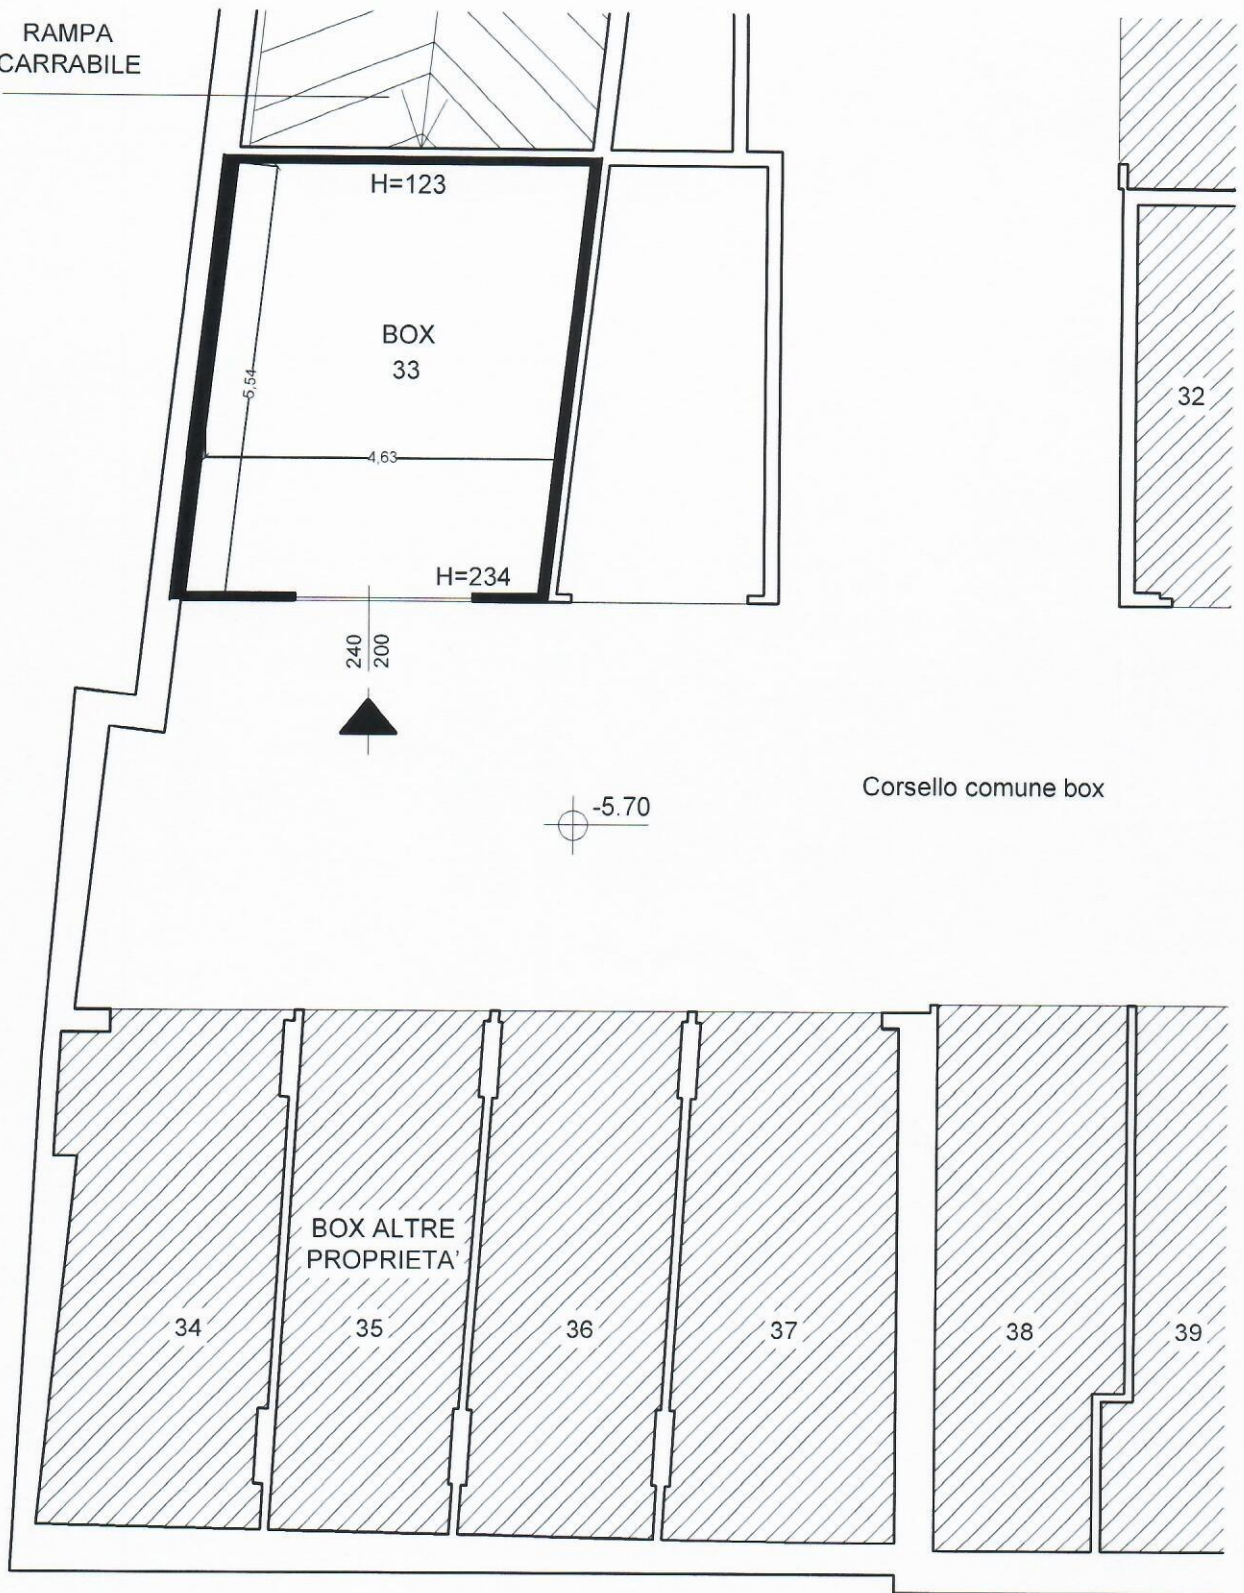 RAMPA
CARRABILE
H=123
BOX
33
5,54
32
4,63
H=234
240
200
Corsello comune box
-5.70
BOX ALTRE
PROPRIETA'
34
35
36
37
38
39